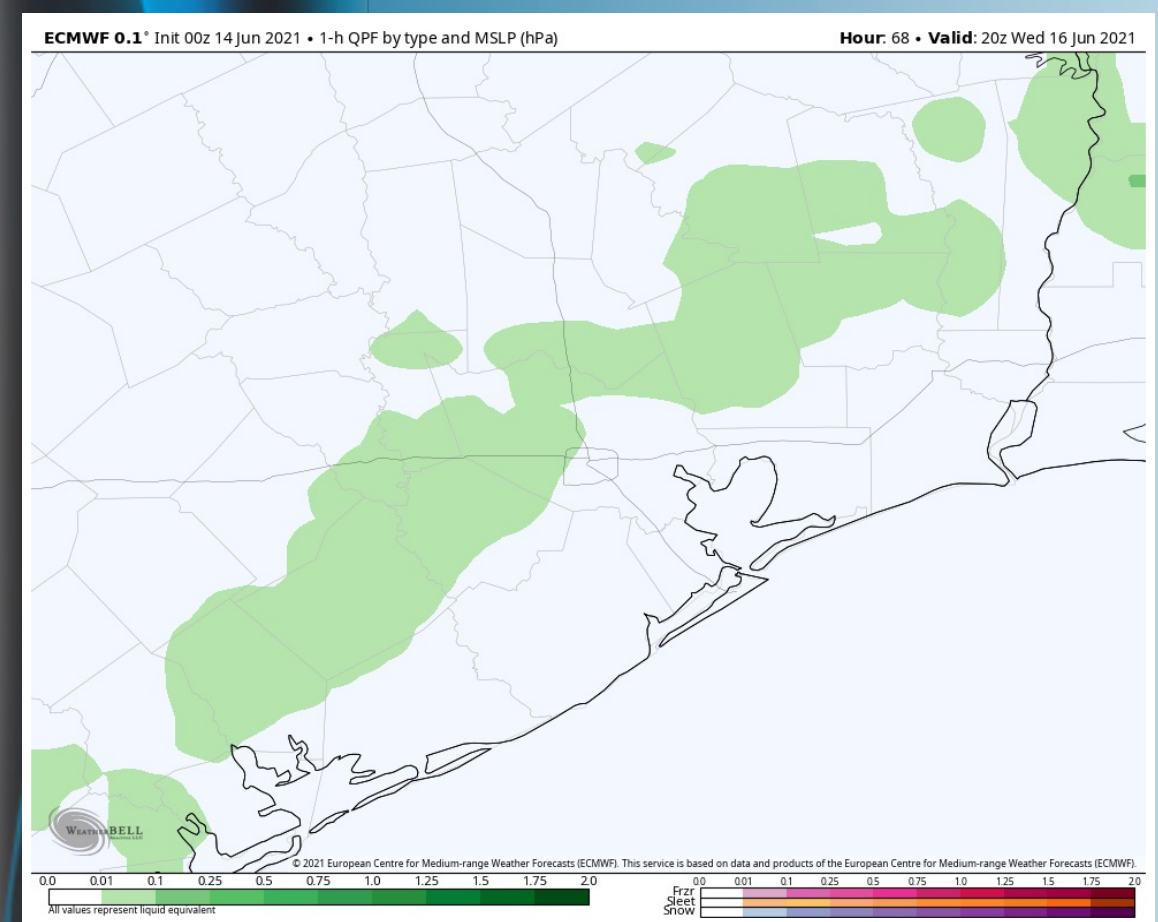 ECMWF 0.1° Init 00z 14 Jun 2021 • 1-h QPF by type and MSLP (hPa)
Hour: 68 • Valid: 20z Wed 16 Jun 2021
WEATHERBELL
© 2021 European Centre for Medium-range Weather Forecasts (ECMWF). This service is based on data and products of the European Centre for Medium-range Weather Forecasts (ECMWF).
0.0 0.01 0.1 0.25 0.5 0.75 1.0 1.25 1.5 1.75 2.0
All values represent liquid equivalent
0.0 0.01 0.1 0.25 0.5 0.75 1.0 1.25 1.5 1.75 2.0
Frzr
Sleet
Snow